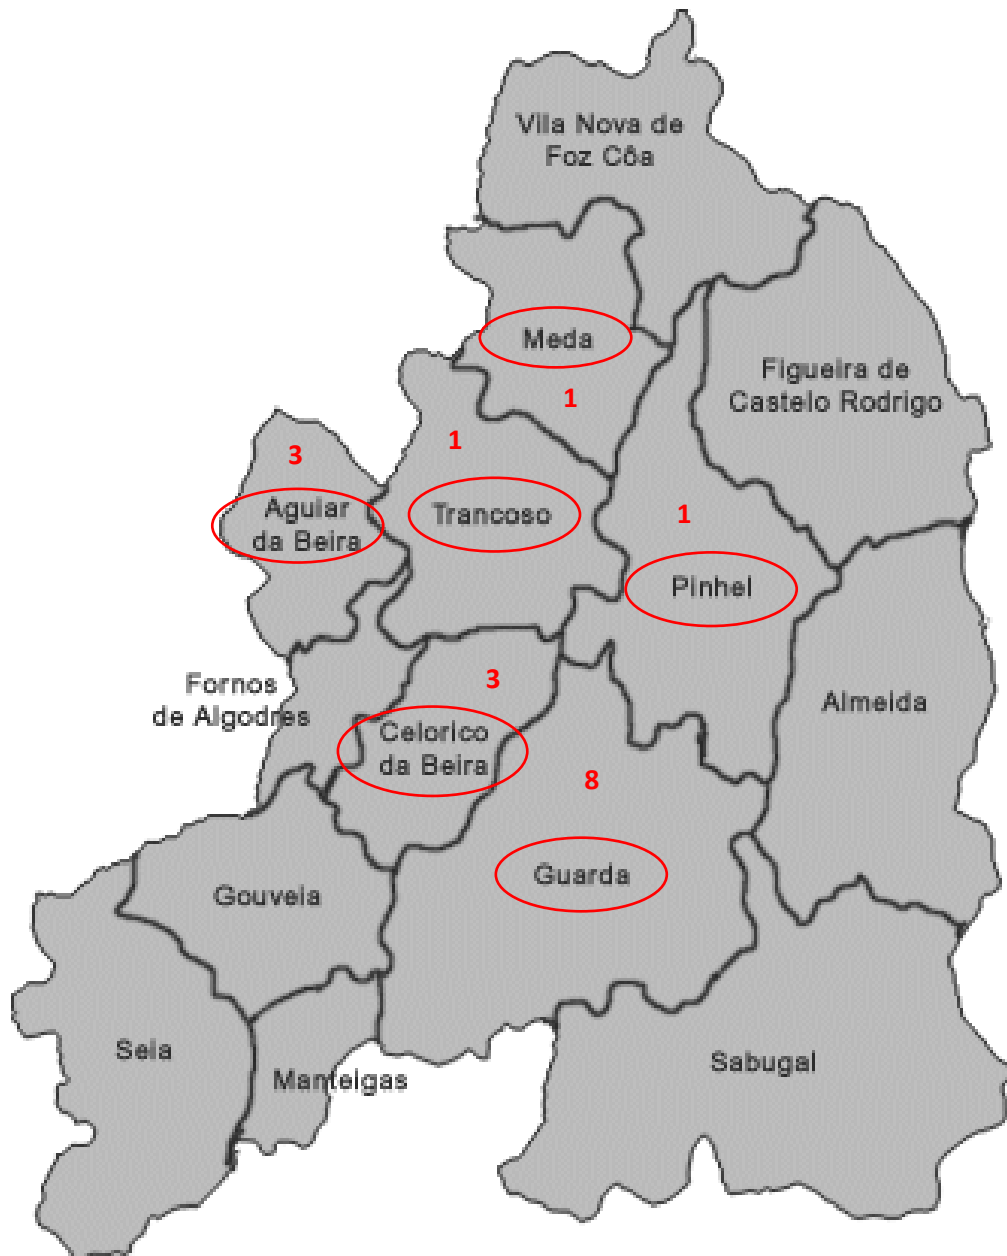 Vila Nova de
Foz Côa
Meda
Figueira de
Castelo Rodrigo
1
1
3
Aguiar
da Beira
Trancoso
1
Pinhel
Fornos
de Algodres
3
Almeida
Celorico
da Beira
8
Guarda
Gouveia
Seia
Manteigas
Sabugal